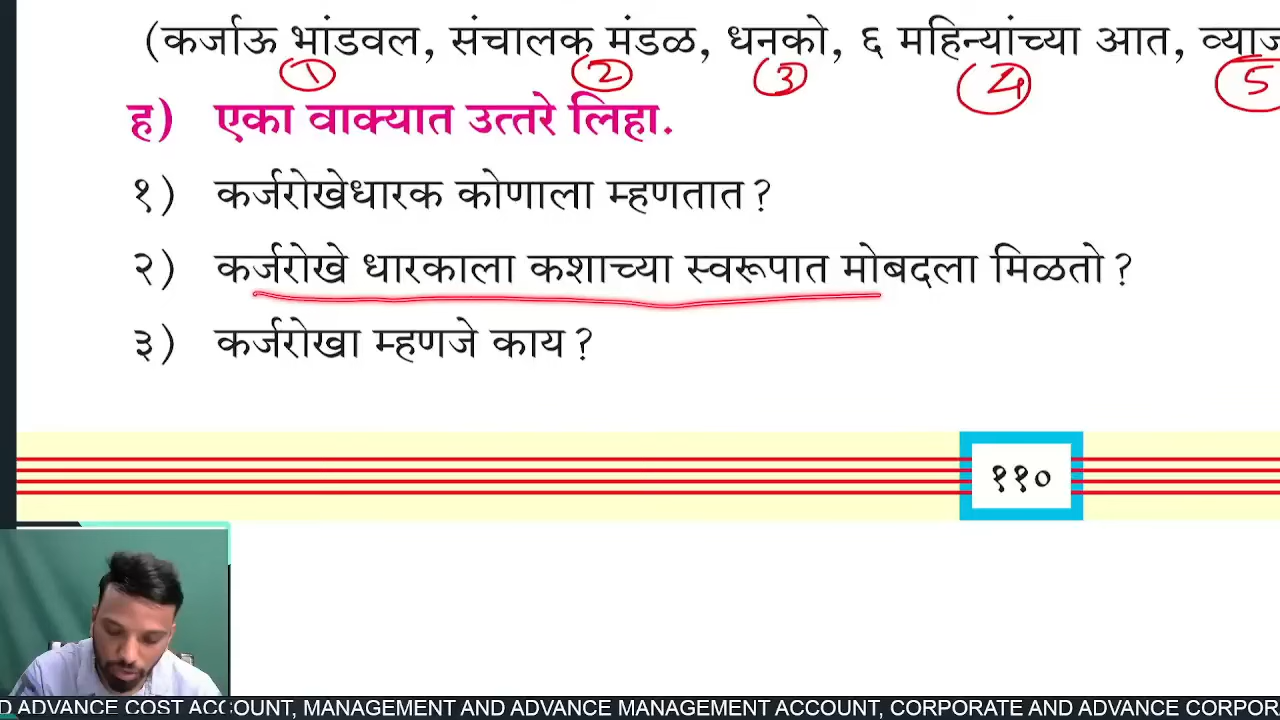 (कर्जाऊ भांडवल, संचालक मंडळ, धनको, ६ महिन्यांच्या आत,
1 2 3 4 5
ह) एका वाक्यात उत्तरे लिहा.
१) कर्जरोखेधारक कोणाला म्हणतात?
२) कर्जरोखे धारकाला कशाच्या स्वरूपात मोबदला मिळतो?
३) कर्जरोखा म्हणजे काय?
११०
ADVANCE COST ACCOUNT, MANAGEMENT AND ADVANCE MANAGEMENT ACCOUNT, CORPORATE AND ADVANCE